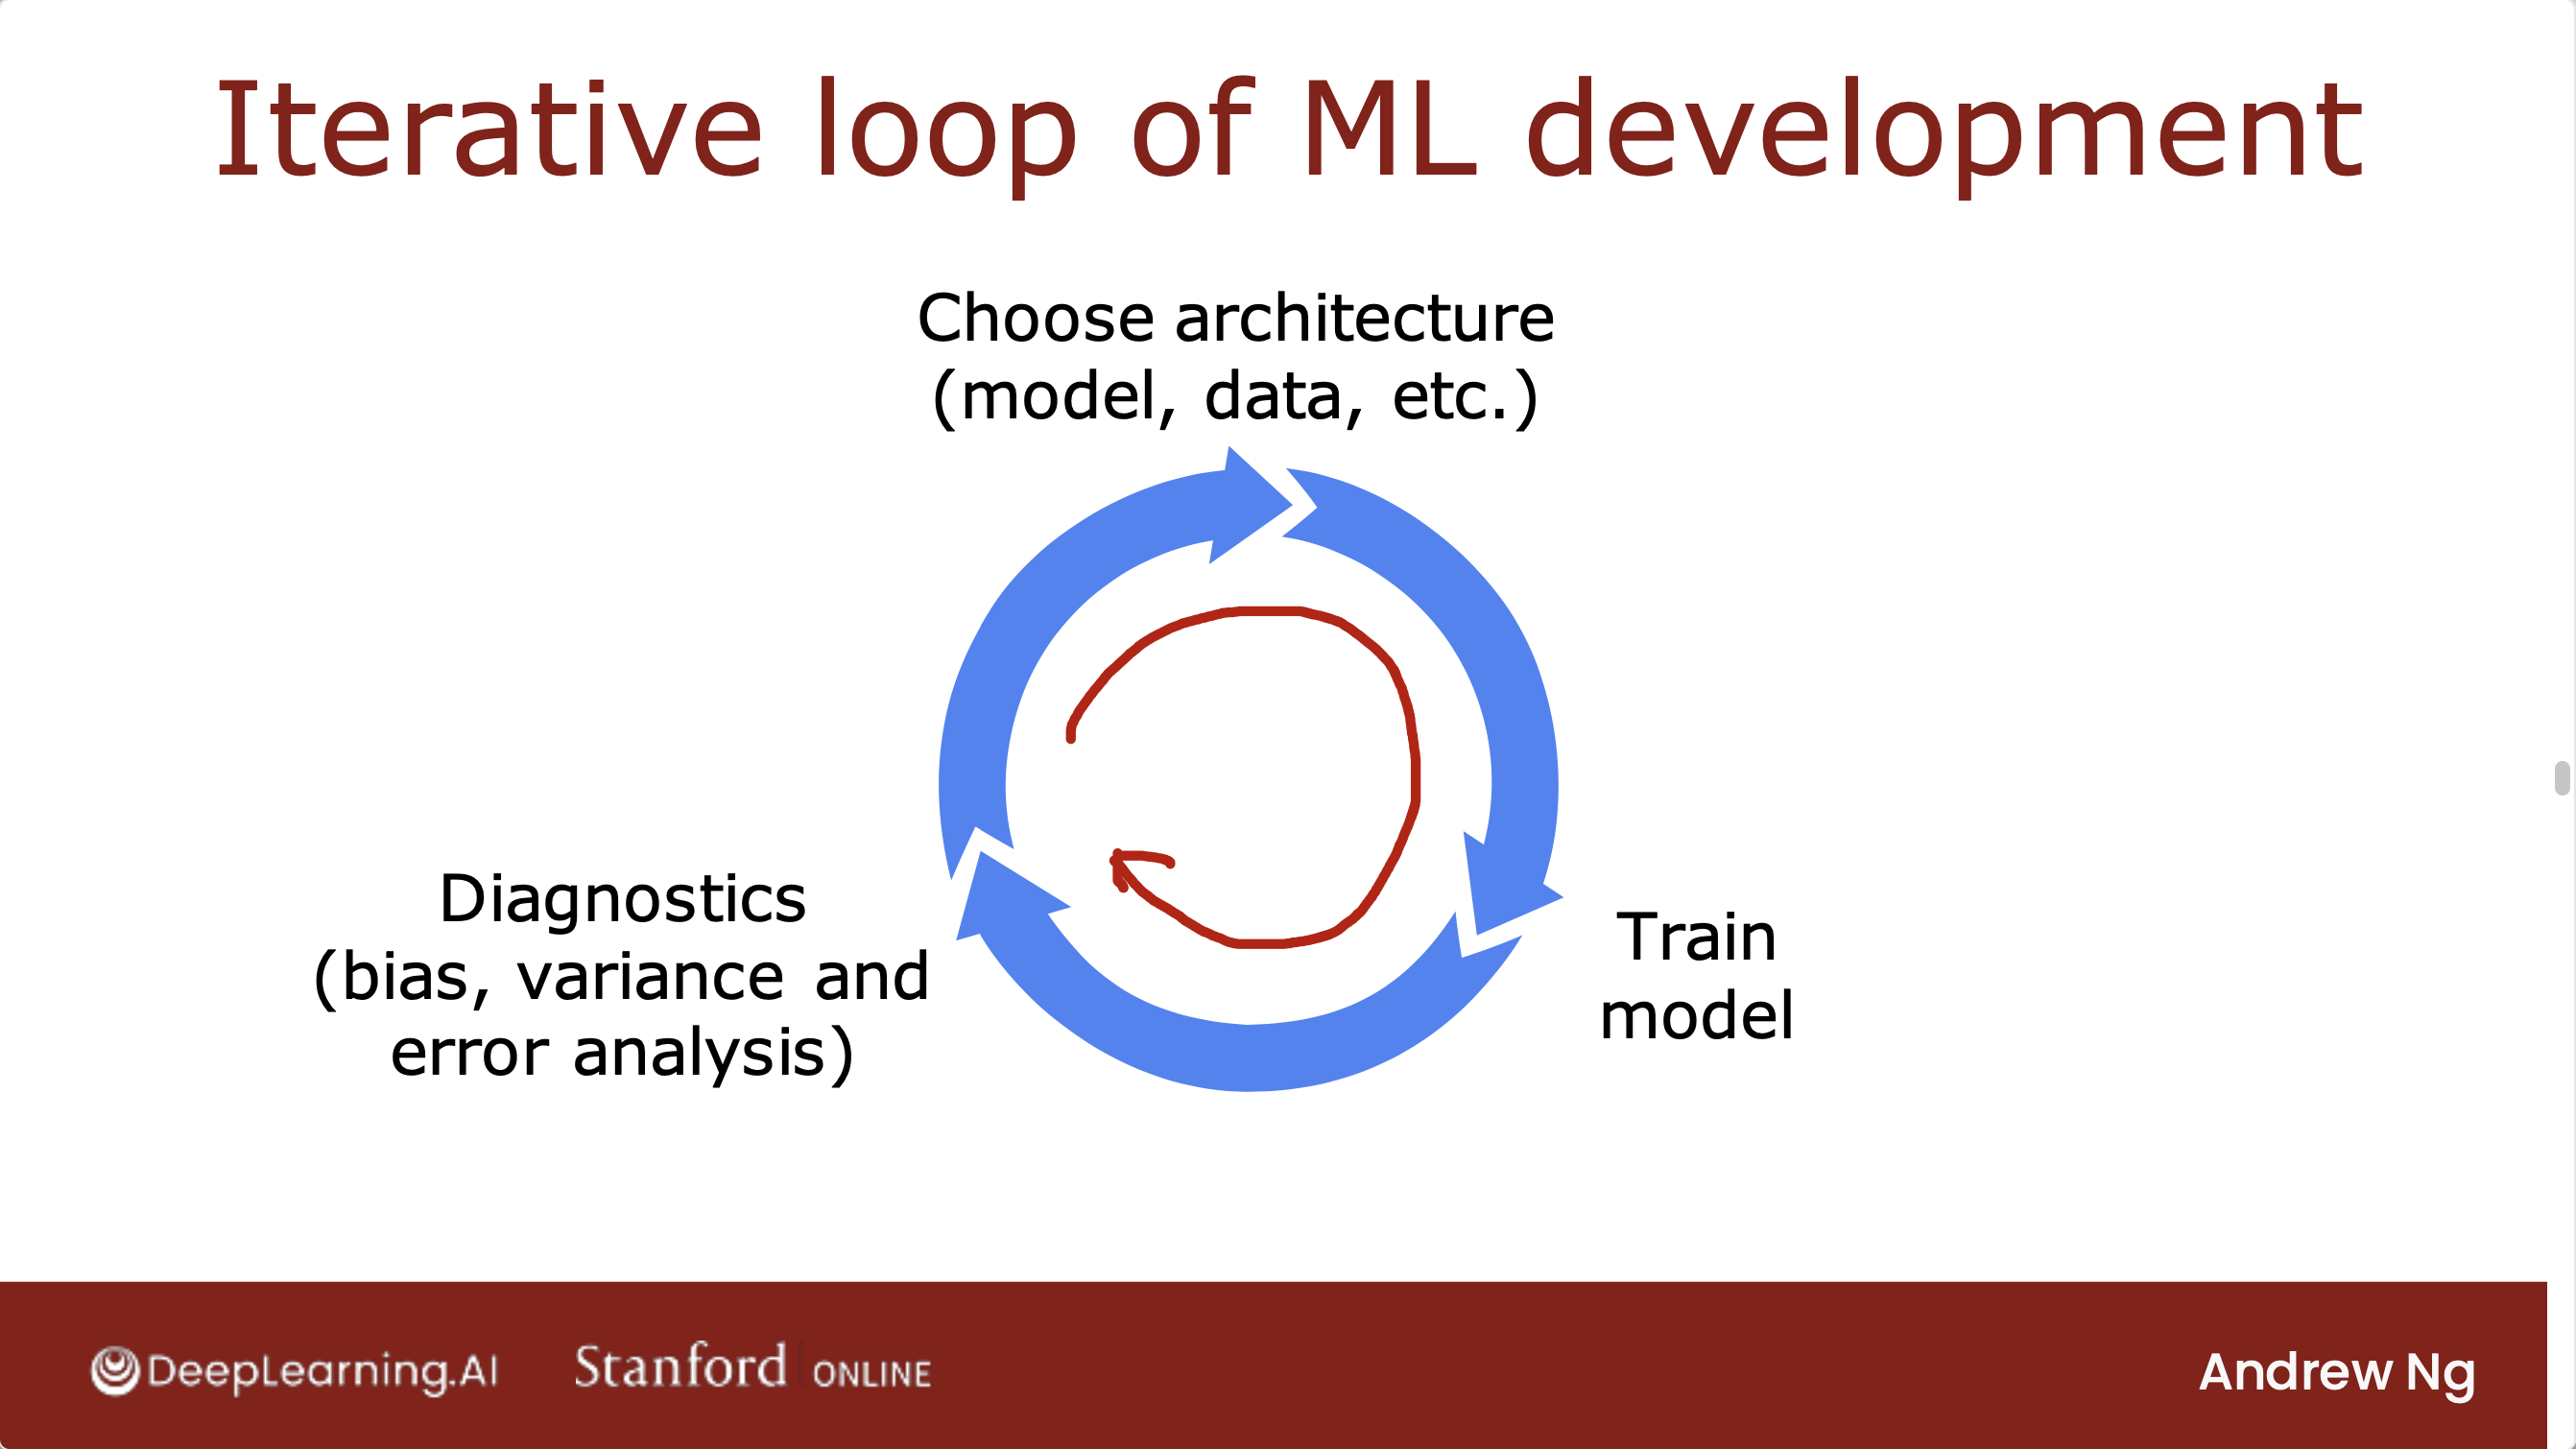 Iterative loop of ML development
Choose architecture
(model, data, etc.)
Diagnostics
(bias, variance and
error analysis)
Train
model
DeepLearning.AI
Stanford ONLINE
Andrew Ng